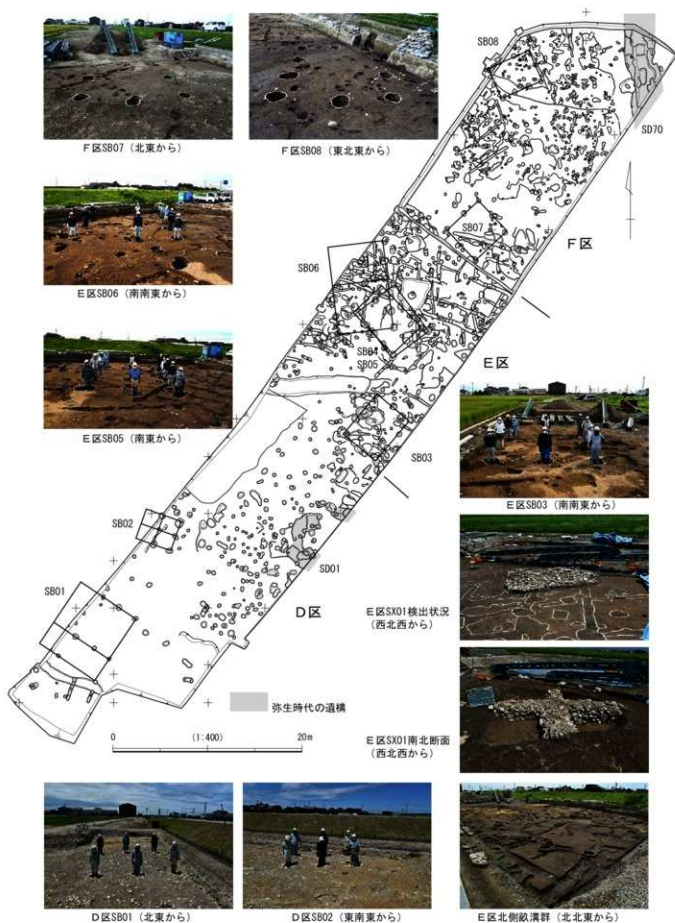 F区SB07（北東から）
F区SB08（東北東から）
SB08
SD70
E区SB06（南南東から）
SB07
F区
SB06
E区
SB04
SB05
E区SB05（南東から）
SB03
E区SB03（南南東から）
SB02
SD01
SB01
D区
E区SX01検出状況
（西北西から）
弥生時代の遺構
E区SX01南北断面
（西北西から）
0 （1:400） 20m
D区SB01（北東から）
D区SB02（東南東から）
E区北側畝溝群（北北東から）